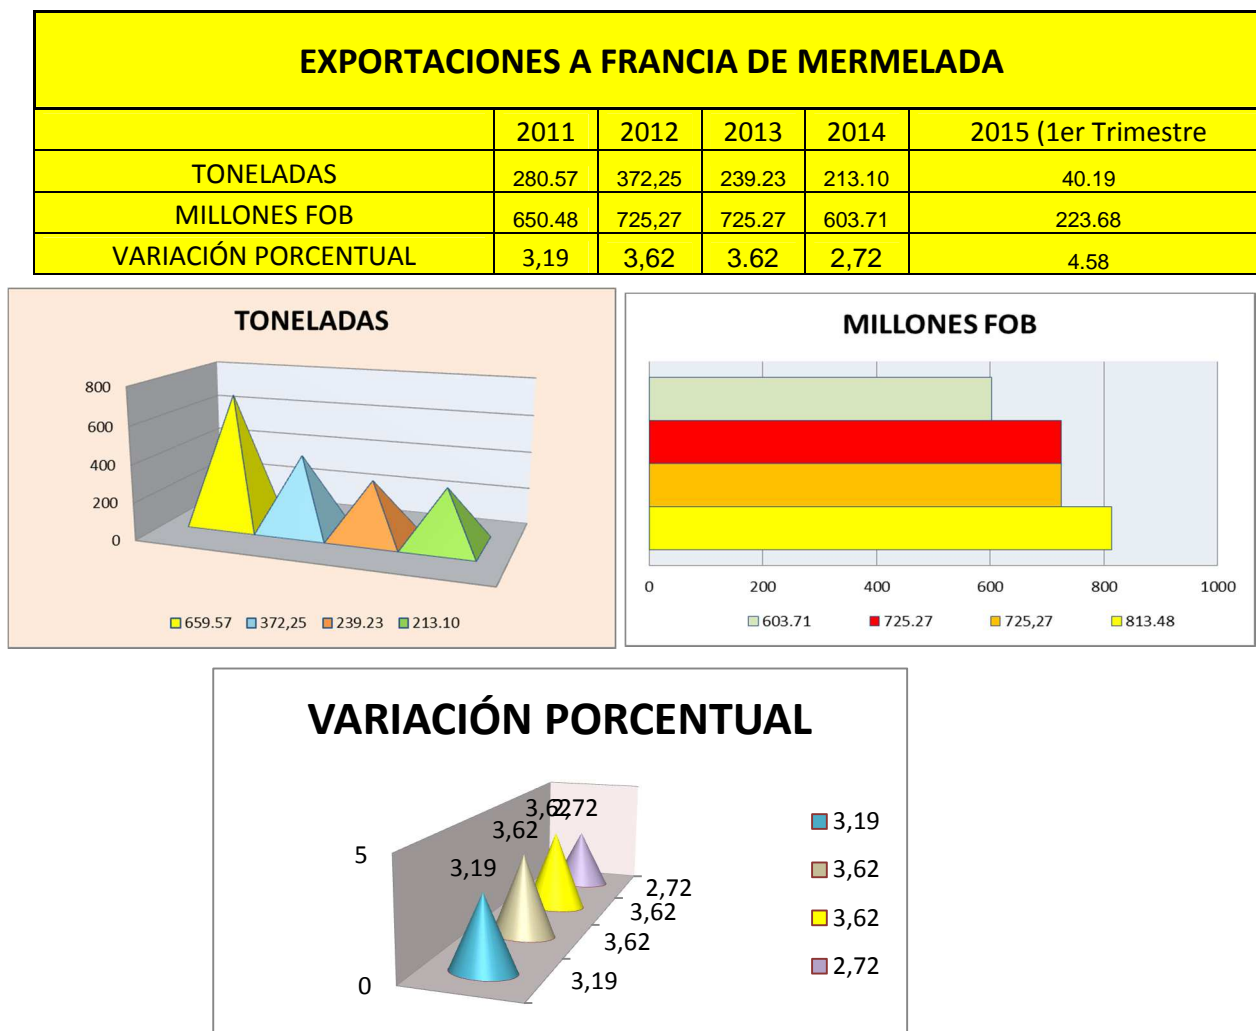 EXPORTACIONES A FRANCIA DE MERMELADA
2011 2012 2013 2014 2015 (1er Trimestre
TONELADAS 280.57 372,25 239.23 213.10 40.19
MILLONES FOB 650.48 725,27 725.27 603.71 223.68
VARIACIÓN PORCENTUAL 3,19 3,62 3.62 2,72 4.58
TONELADAS
800
600
400
200
0
659.57 372,25 239.23 213.10
MILLONES FOB
0 200 400 600 800 1000
603.71 725.27 725,27 813.48
VARIACIÓN PORCENTUAL
5
0
3,19
3,62
3,62
2,72
2,72
3,62
3,62
3,19
3,19
3,62
3,62
2,72